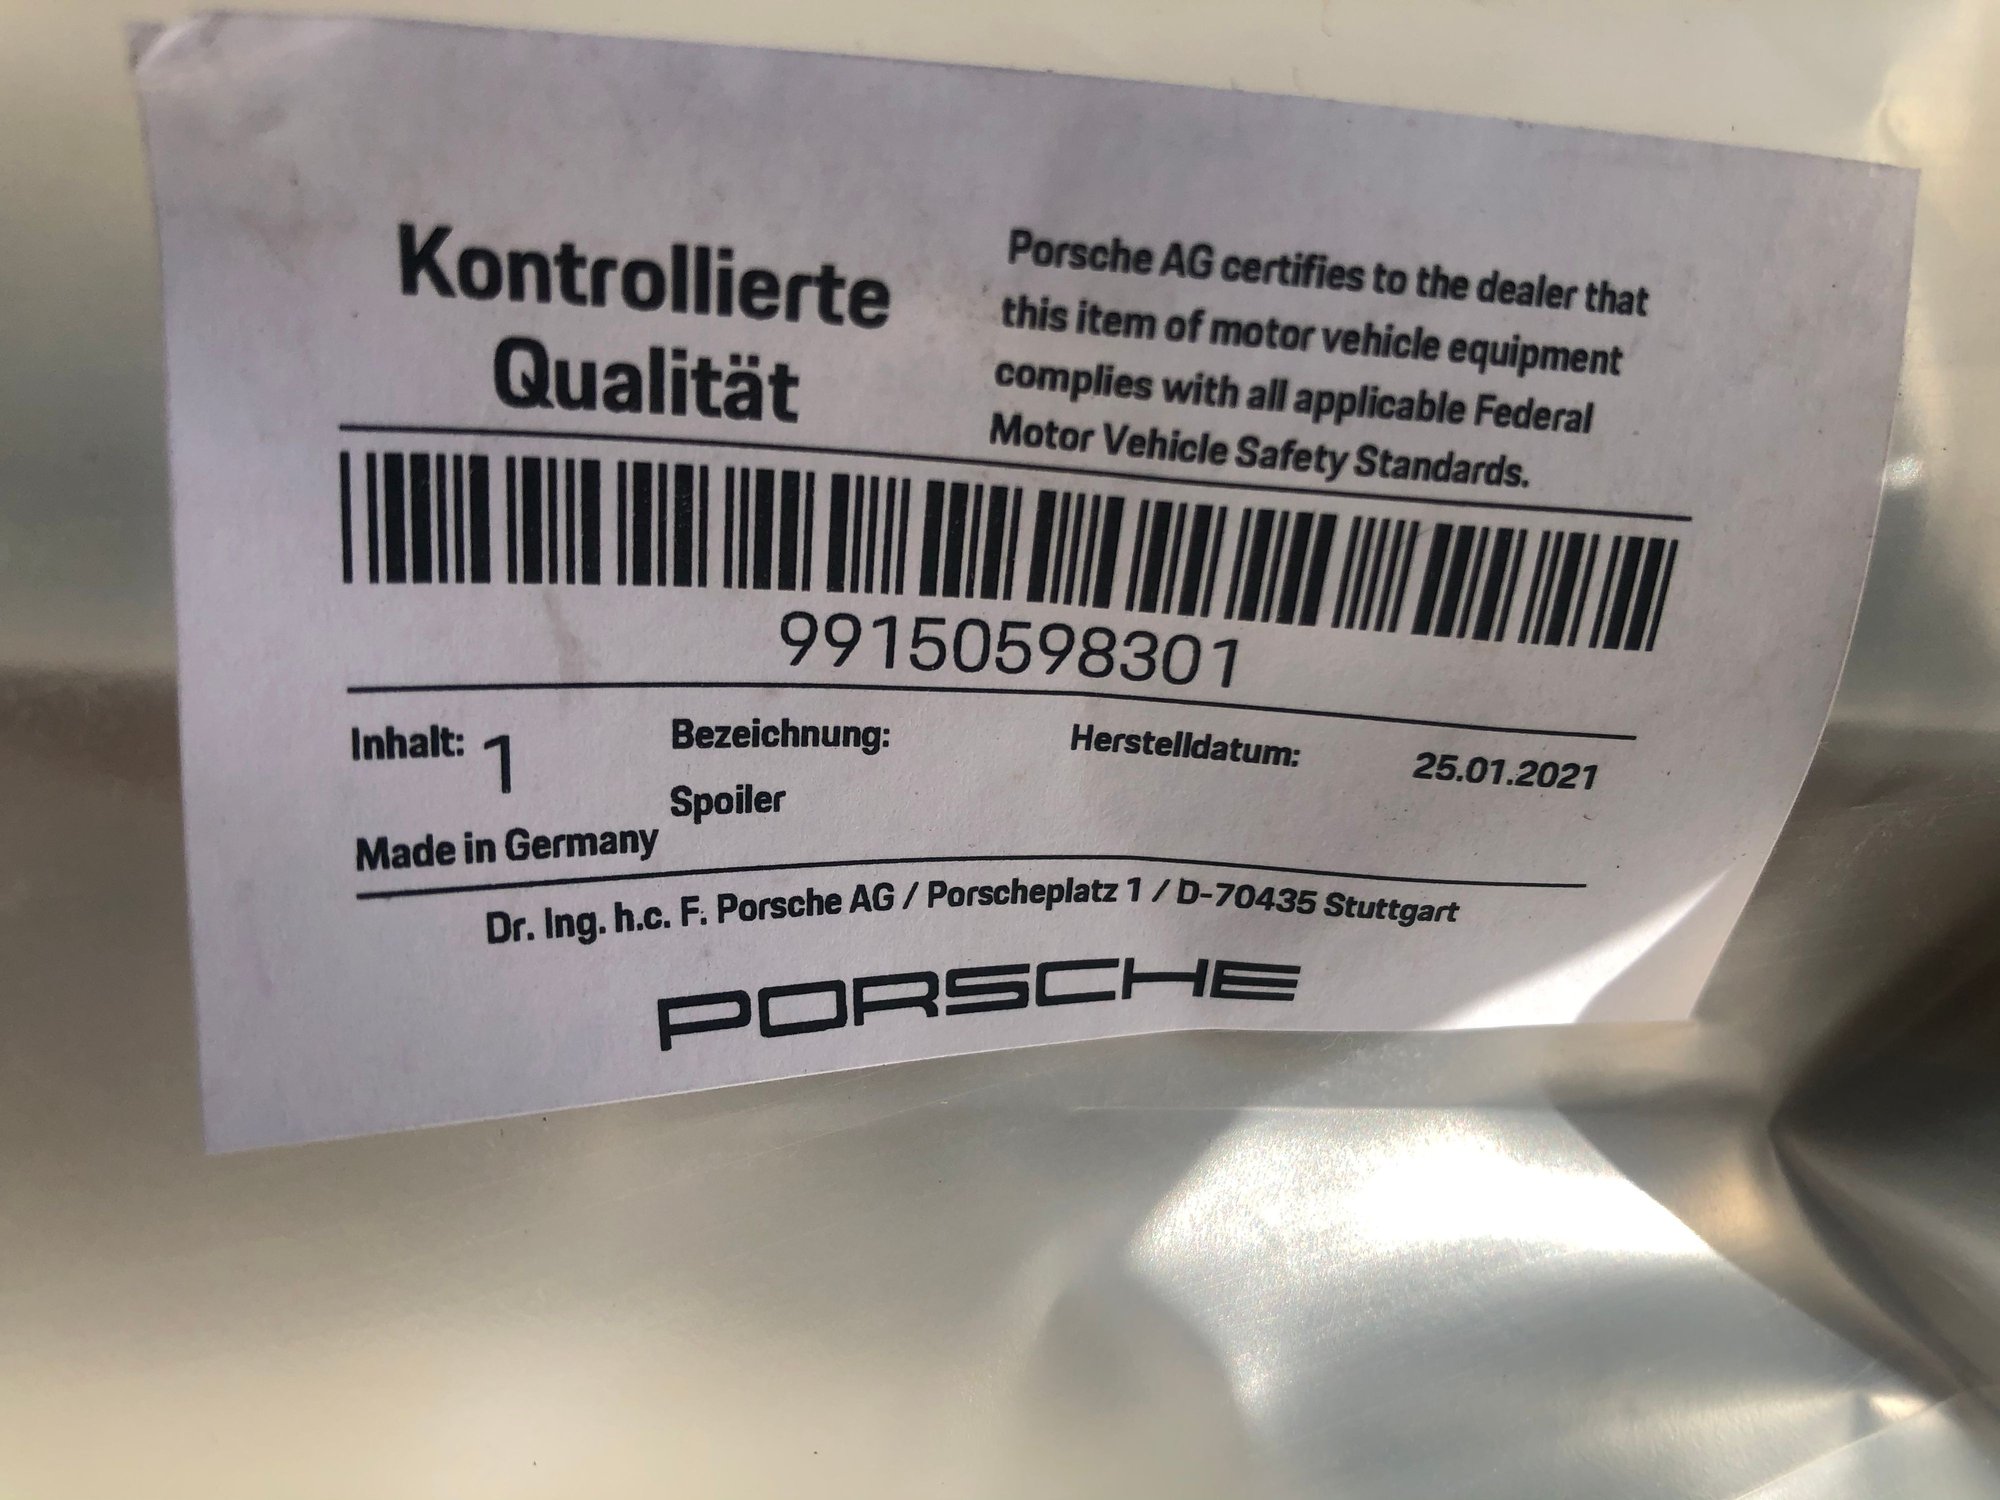 Kontrollierte
Qualität
Porsche AG certifies to the dealer that
this item of motor vehicle equipment
complies with all applicable Federal
Motor Vehicle Safety Standards.
99150598301
Inhalt: 1
Bezeichnung:
Herstelldatum: 25.01.2021
Spoiler
Made in Germany
Dr. Ing. h.c. F. Porsche AG / Porscheplatz 1 / D-70435 Stuttgart
PORSCHE